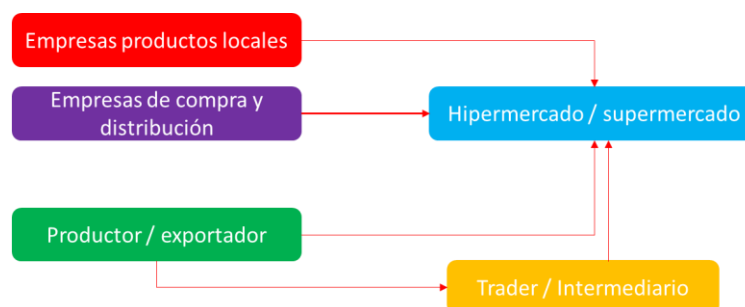 Empresas productos locales
Empresas de compra y
distribución
Hipermercado / supermercado
Productor / exportador
Trader / Intermediario